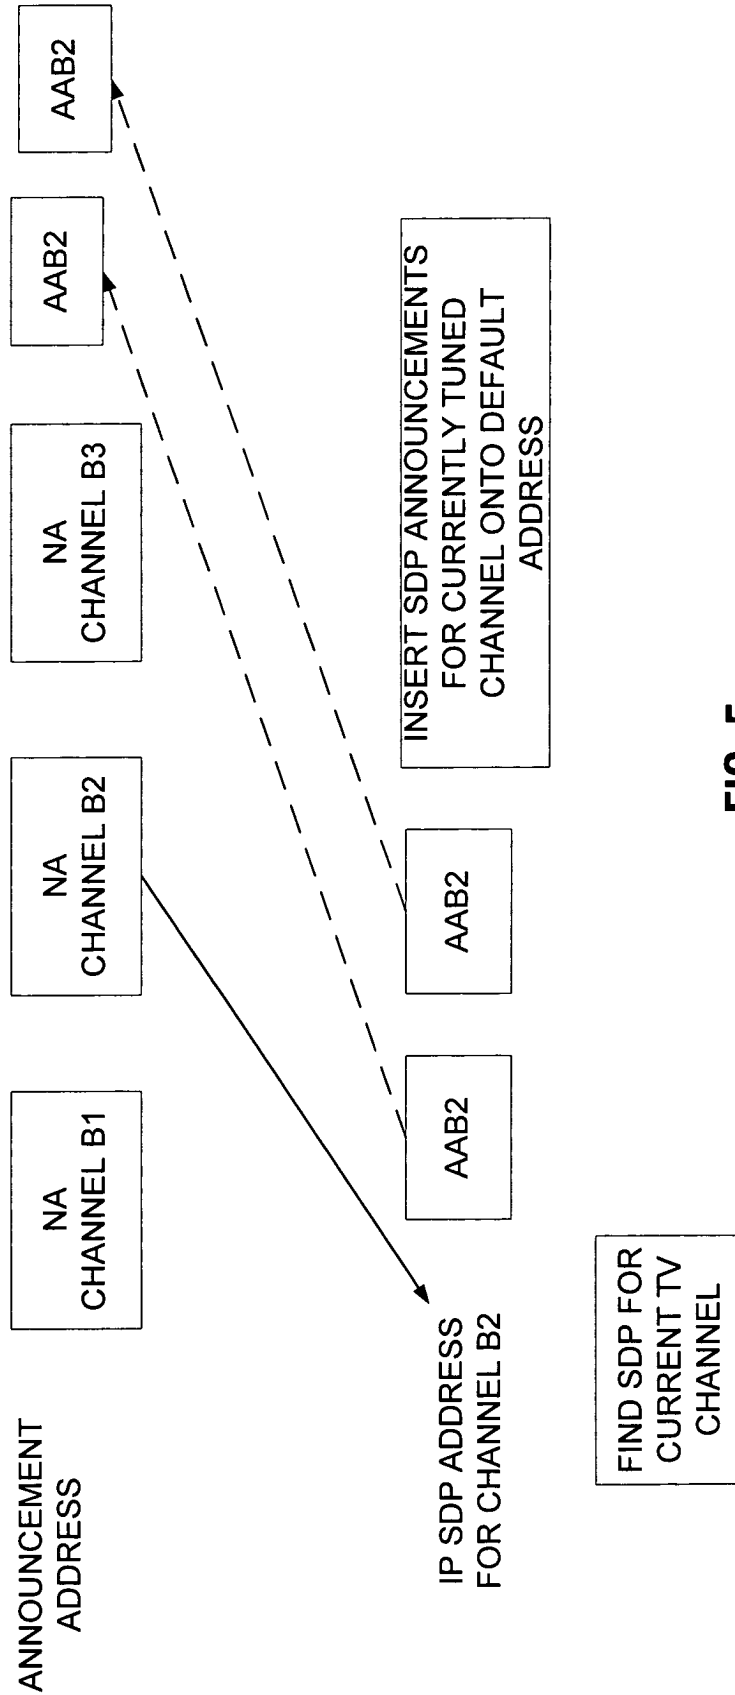 ANNOUNCEMENT
ADDRESS
NA
CHANNEL B1
NA
CHANNEL B2
NA
CHANNEL B3
AAB2
AAB2
IP SDP ADDRESS
FOR CHANNEL B2
AAB2
AAB2
INSERT SDP ANNOUNCEMENTS
FOR CURRENTLY TUNED
CHANNEL ONTO DEFAULT
ADDRESS
FIND SDP FOR
CURRENT TV
CHANNEL
FIG.